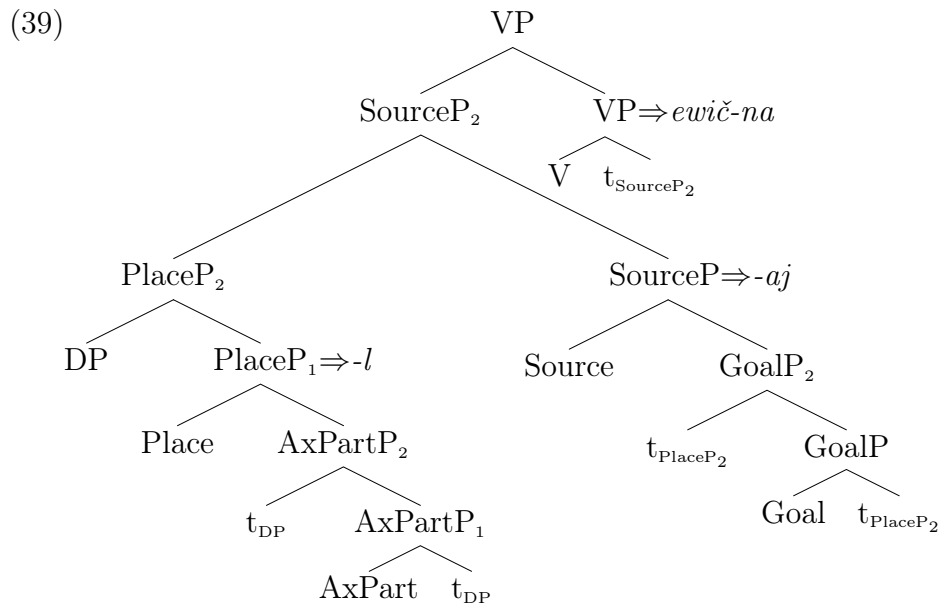 (39)
VP
SourceP₂ VP⇒ewič-na
V t_SourceP₂
PlaceP₂ SourceP⇒-aj
DP PlaceP₁⇒-l Source GoalP₂
Place AxPartP₂ t_PlaceP₂ GoalP
t_DP AxPartP₁ Goal t_PlaceP₂
AxPart t_DP